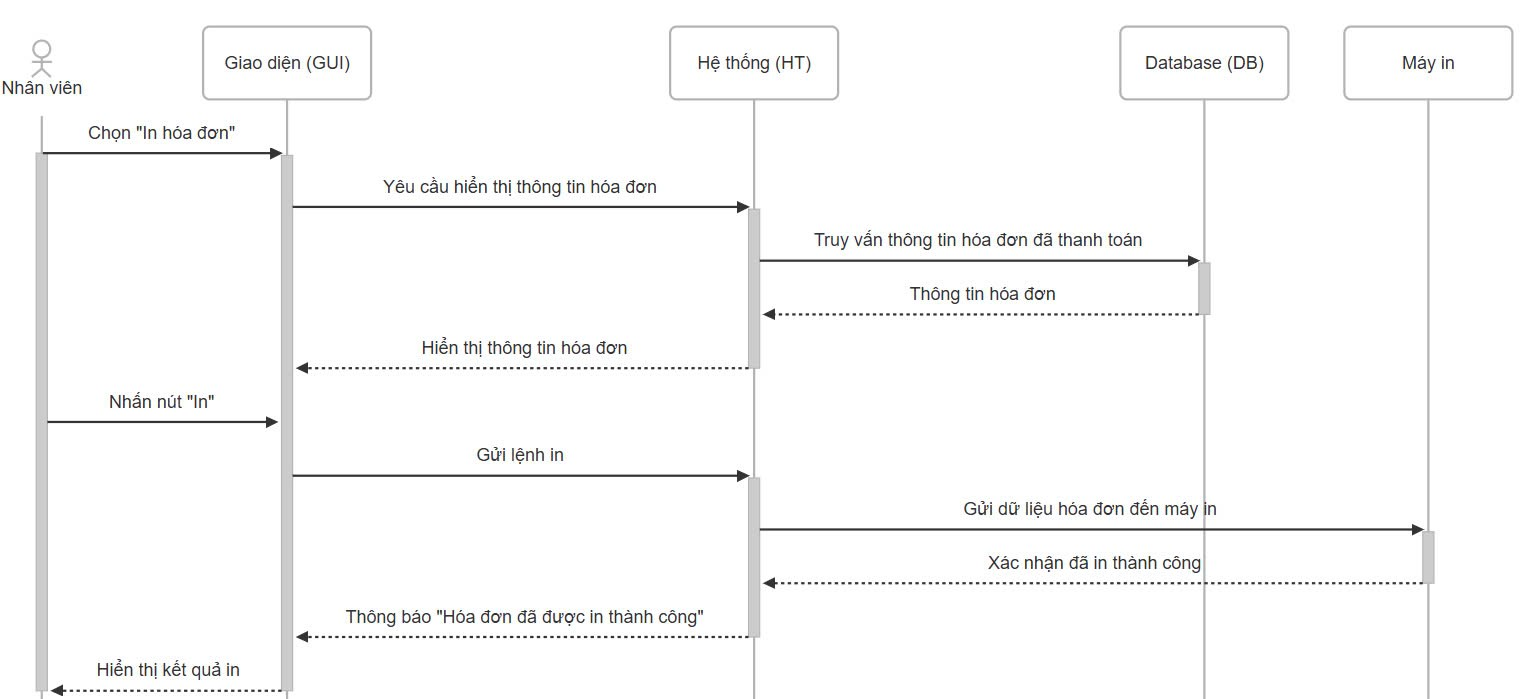 Nhân viên
Giao diện (GUI)
Hệ thống (HT)
Database (DB)
Máy in
Chọn "In hóa đơn"
Yêu cầu hiển thị thông tin hóa đơn
Truy vấn thông tin hóa đơn đã thanh toán
Thông tin hóa đơn
Hiển thị thông tin hóa đơn
Nhấn nút "In"
Gửi lệnh in
Gửi dữ liệu hóa đơn đến máy in
Xác nhận đã in thành công
Thông báo "Hóa đơn đã được in thành công"
Hiển thị kết quả in